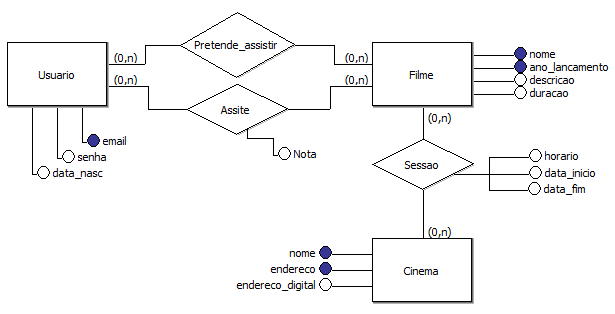 Pretende_assistir
(0,n)
(0,n)
Usuario
Filme
nome
ano_lancamento
descricao
duracao
(0,n)
(0,n)
Assite
(0,n)
email
senha
data_nasc
Nota
Sessao
horario
data_inicio
data_fim
(0,n)
nome
endereco
endereco_digital
Cinema